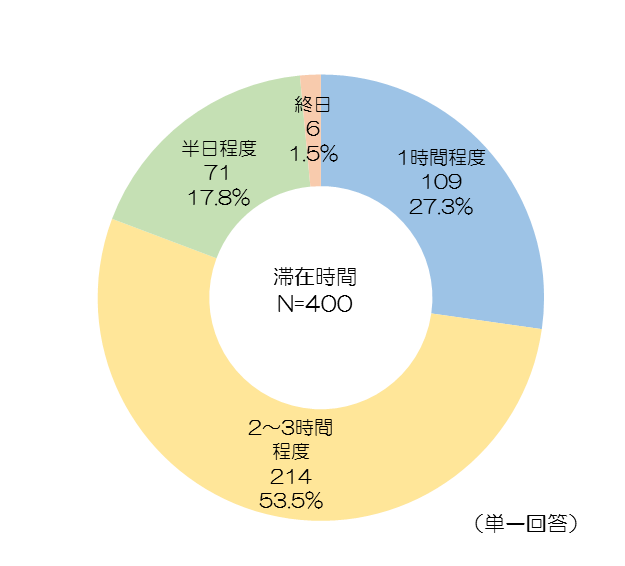 終日
6
1.5%
1時間程度
109
27.3%
半日程度
71
17.8%
滞在時間
N=400
2～3時間
程度
214
53.5%
（単一回答）